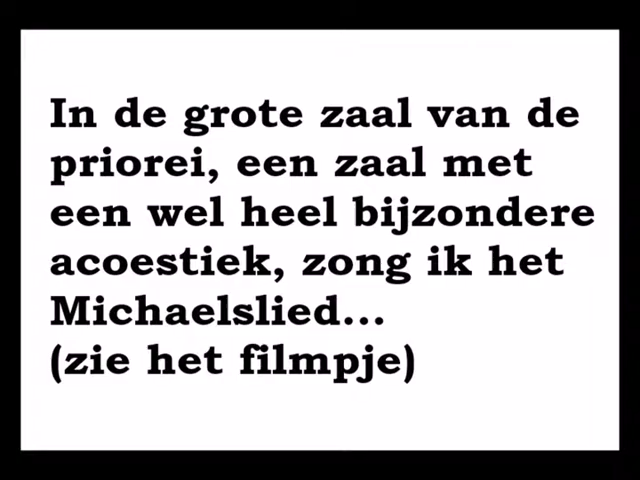 In de grote zaal van de
priorei, een zaal met
een wel heel bijzondere
acoestiek, zong ik het
Michaelslied...
(zie het filmpje)